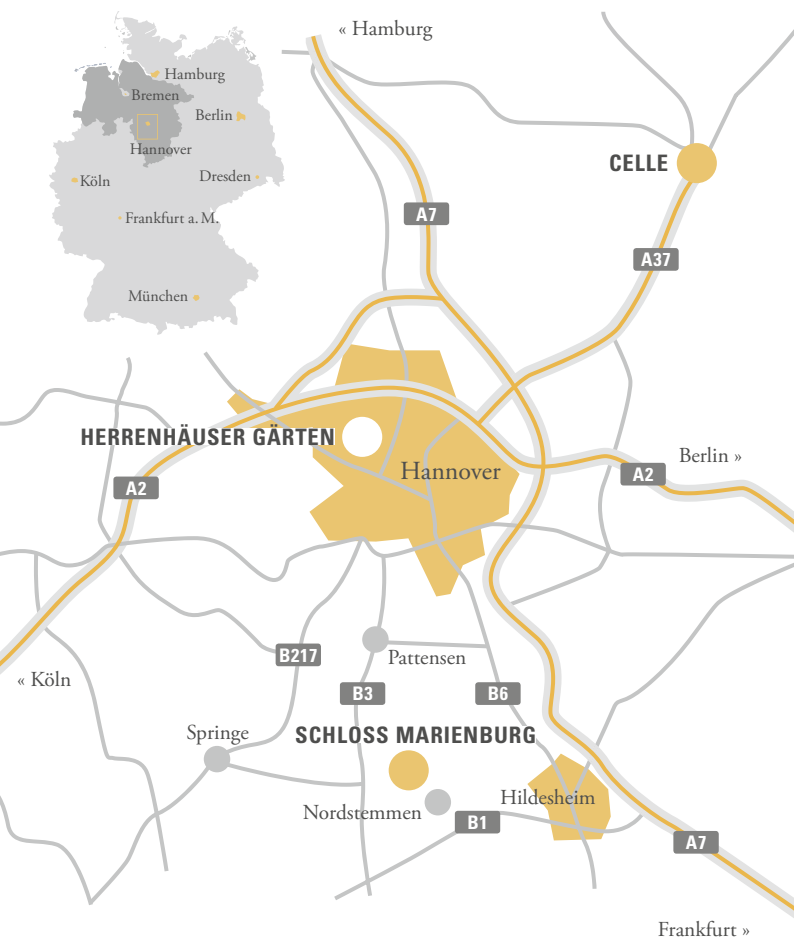 « Hamburg
Hamburg
Bremen
Berlin
Hannover
Köln
Dresden
Frankfurt a. M.
München
CELLE
A7
A37
HERRENHÄUSER GÄRTEN
Hannover
Berlin »
A2
A2
B217
Pattensen
« Köln
B3
B6
Springe
SCHLOSS MARIENBURG
Hildesheim
Nordstemmen
B1
A7
Frankfurt »